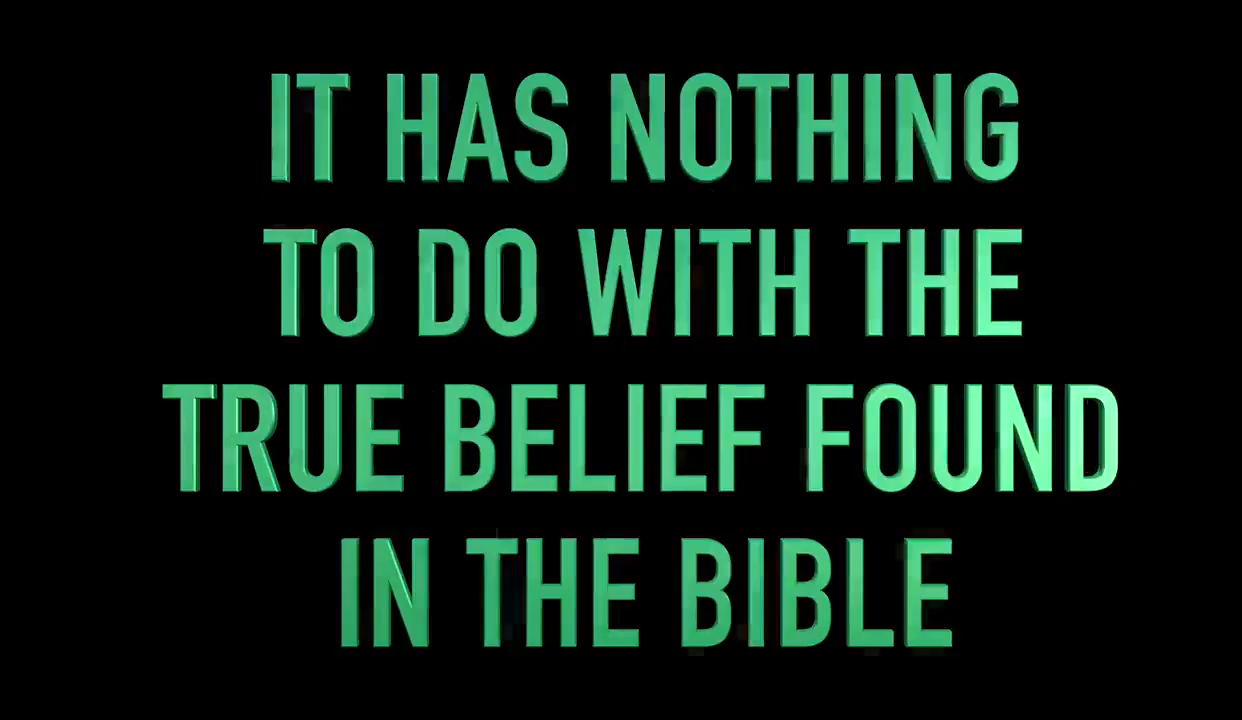 IT HAS NOTHING
TO DO WITH THE
TRUE BELIEF FOUND
IN THE BIBLE